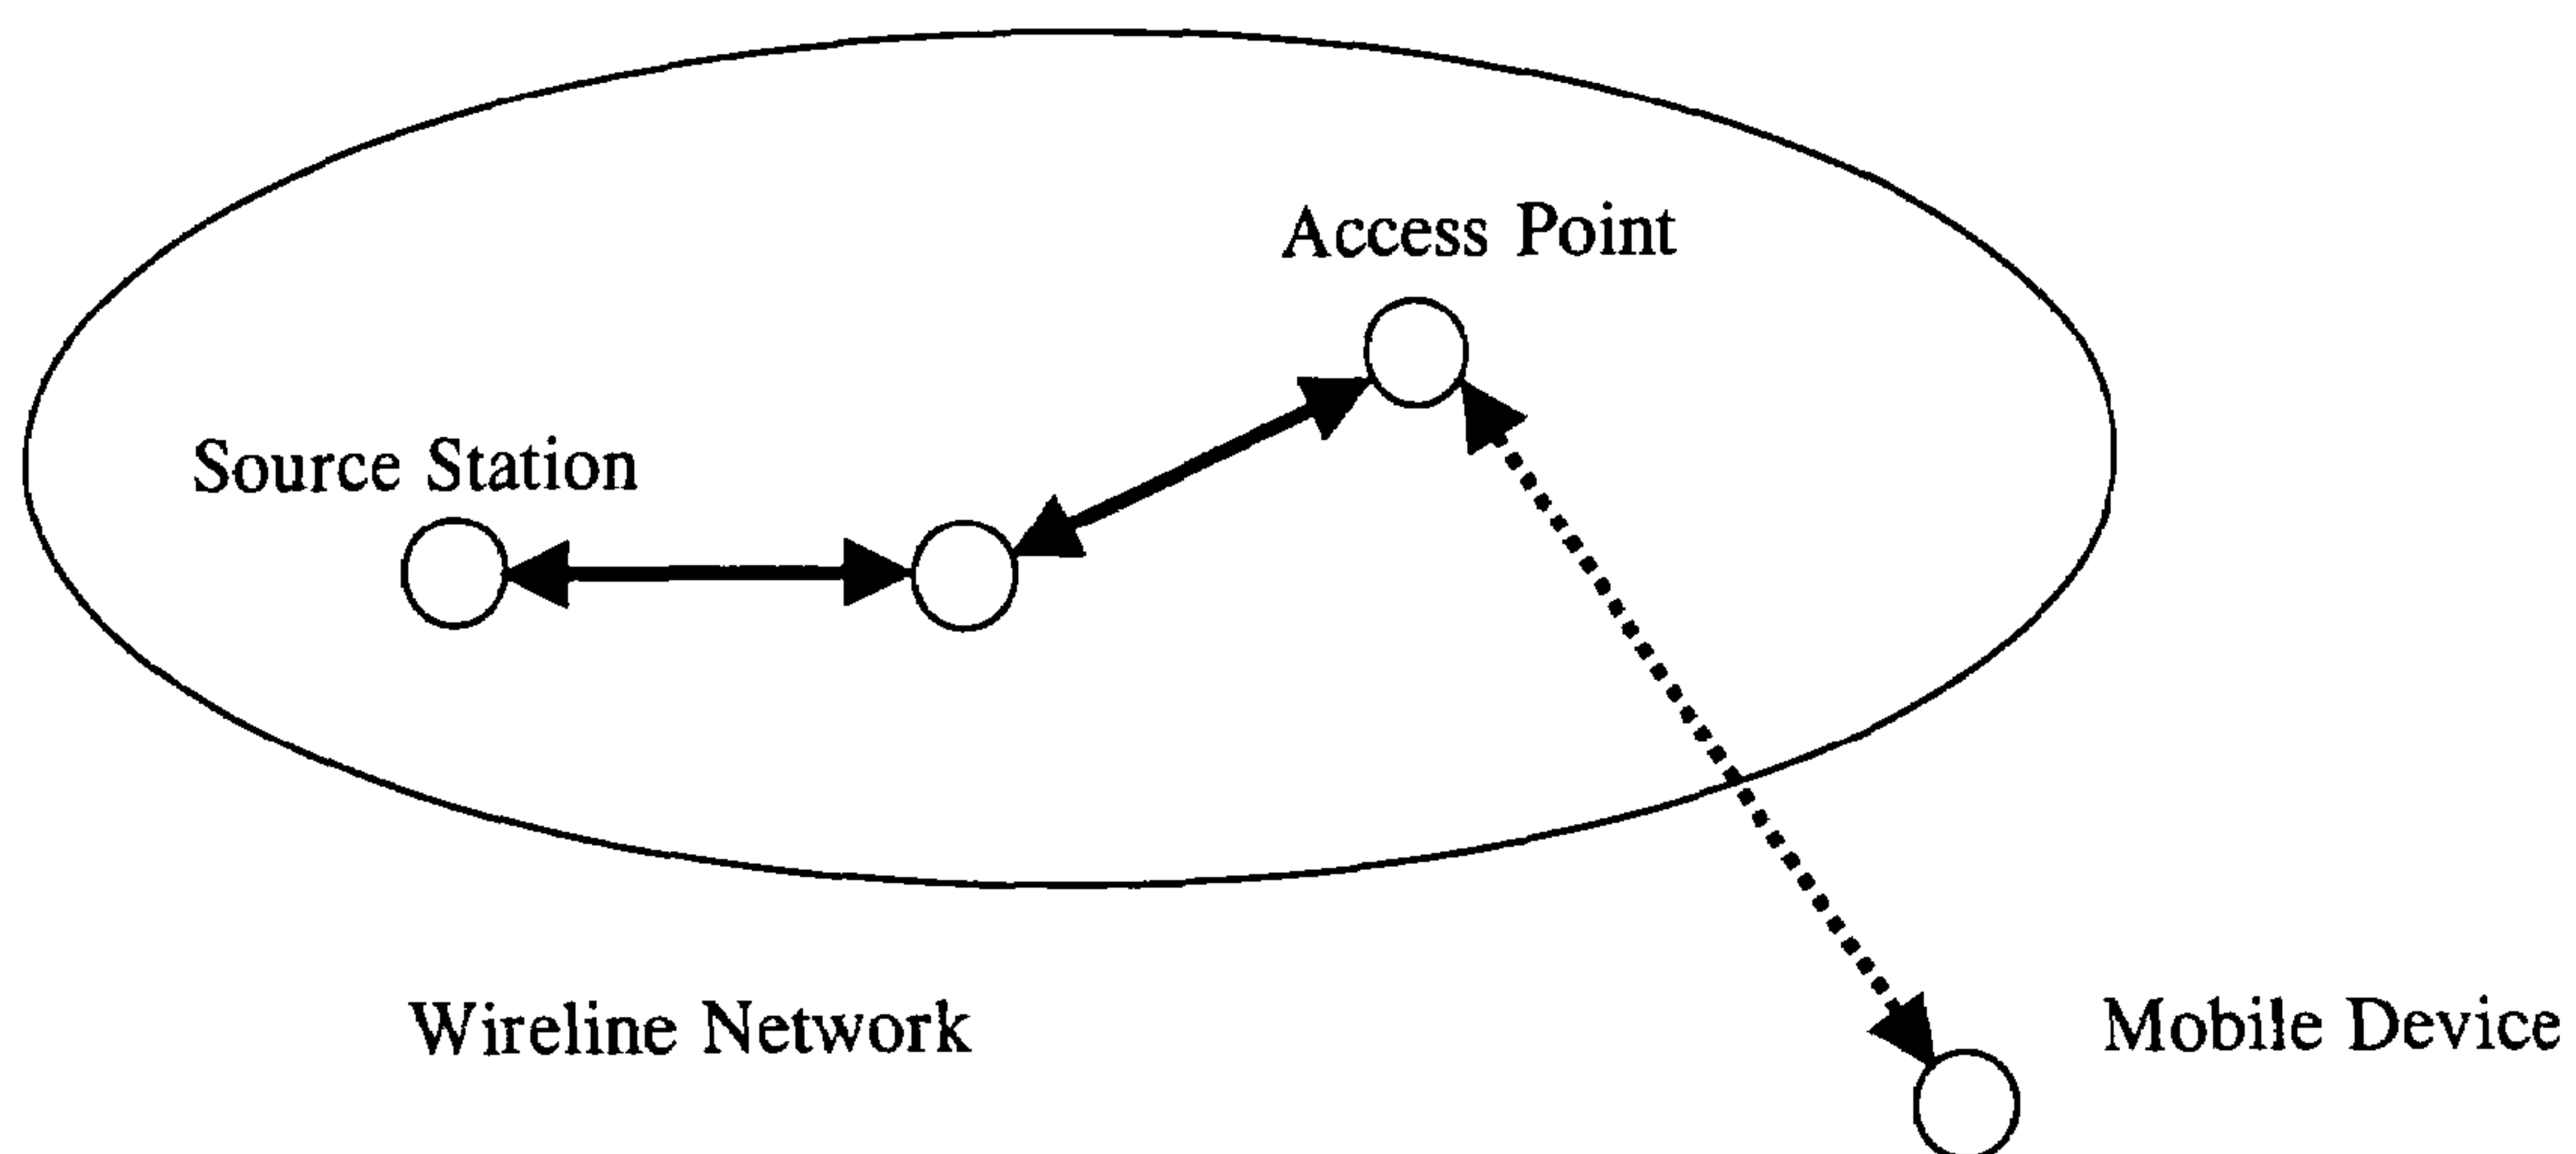 Access Point
Source Station
Wireline Network
Mobile Device